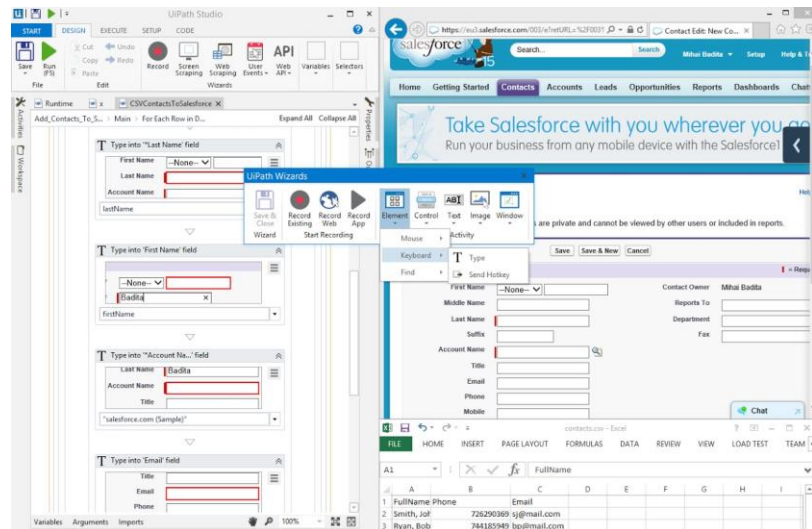 UiPath Studio
START DESIGN EXECUTE SETUP CODE
Save
Run (F5)
Cut
Copy
Paste
Undo
Redo
Record
Screen Scraping
Web Scraping
User Events
API
Web API
Variables
Selectors
File Edit Wizards
Runtime
CSVContactsToSalesforce X
Add_Contacts_To_S... Main For Each Row in D... Expand All Collapse All
Activities
Workspace
Properties
T Type into '*Last Name' field
First Name --None--
Last Name
Account Name
lastName
T Type into 'First Name' field
--None--
Badita x
firstName
T Type into '*Account Na...' field
Last Name Badita
Account Name
Title
"salesforce.com (Sample)"
T Type into 'Email' field
Title
Email
Phone
Variables Arguments Imports 100%
UiPath Wizards
Save & Close
Record Existing
Record Web
Record App
Element
Control
Text
Image
Window
Wizard Start Recording Activity
Mouse
Keyboard
Find
T Type
Send Hotkey
https://eu3.salesforce.com/003/e?retURL=%2F003
Contact Edit: New Co...
salesforce
15
Search...
Search
Mihai Badita Setup Help & T
Home Getting Started Contacts Accounts Leads Opportunities Reports Dashboards Chat
Take Salesforce with you wherever you go
Run your business from any mobile device with the Salesforce1
Help
are private and cannot be viewed by other users or included in reports.
Save Save & New Cancel
= Requ
First Name --None-- Contact Owner Mihai Badita
Middle Name Reports To
Last Name Department
Suffix Fax
Account Name
Title
Email
Phone
Mobile
Chat
contacts.csv - Excel
FILE HOME INSERT PAGE LAYOUT FORMULAS DATA REVIEW VIEW LOAD TEST TEAM
A1 fx FullName
A B C D E F G H I
1 FullName Phone Email
2 Smith, Jof 726290369 sj@mail.com
3 Ryan, Bob 744185949 bp@mail.com